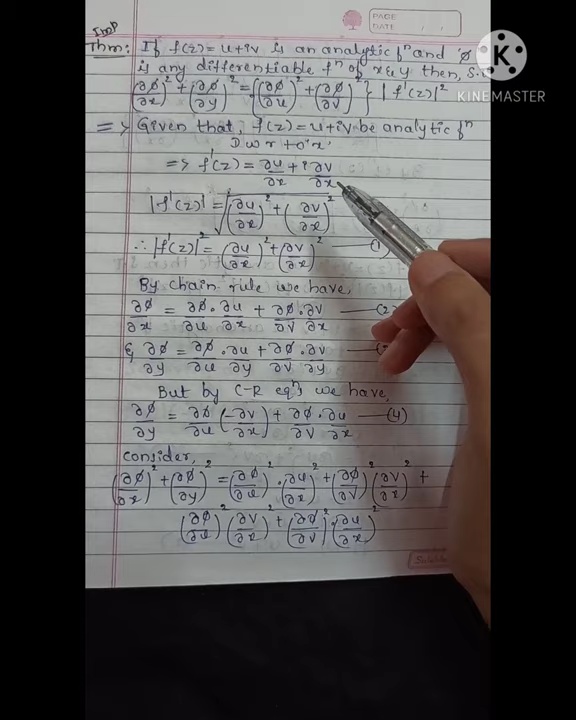 PAGE
DATE
KINEMASTER
Imp
Thm: If f(z) = u+iv is an analytic fⁿ and 'ϕ
is any differentiable fⁿ of x & y then, S.
(∂ϕ/∂x)² + (∂ϕ/∂y)² = {(∂ϕ/∂u)² + (∂ϕ/∂v)²} |f'(z)|²
=> Given that, f(z) = u+iv be analytic fⁿ
D w r to 'x'
=> f'(z) = ∂u/∂x + i ∂v/∂x
|f'(z)| = √((∂u/∂x)² + (∂v/∂x)²)
∴ |f'(z)|² = (∂u/∂x)² + (∂v/∂x)² —(1)
By chain rule we have,
∂ϕ/∂x = ∂ϕ/∂u · ∂u/∂x + ∂ϕ/∂v · ∂v/∂x —(2
& ∂ϕ/∂y = ∂ϕ/∂u · ∂u/∂y + ∂ϕ/∂v · ∂v/∂y —(3
But by C-R eqⁿ we have,
∂ϕ/∂y = ∂ϕ/∂u (-∂v/∂x) + ∂ϕ/∂v · ∂u/∂x —(4)
consider,
(∂ϕ/∂x)² + (∂ϕ/∂y)² = (∂ϕ/∂u)² · (∂u/∂x)² + (∂ϕ/∂v)² (∂v/∂x)² +
(∂ϕ/∂u)² (∂v/∂x)² + (∂ϕ/∂v)² · (∂u/∂x)²